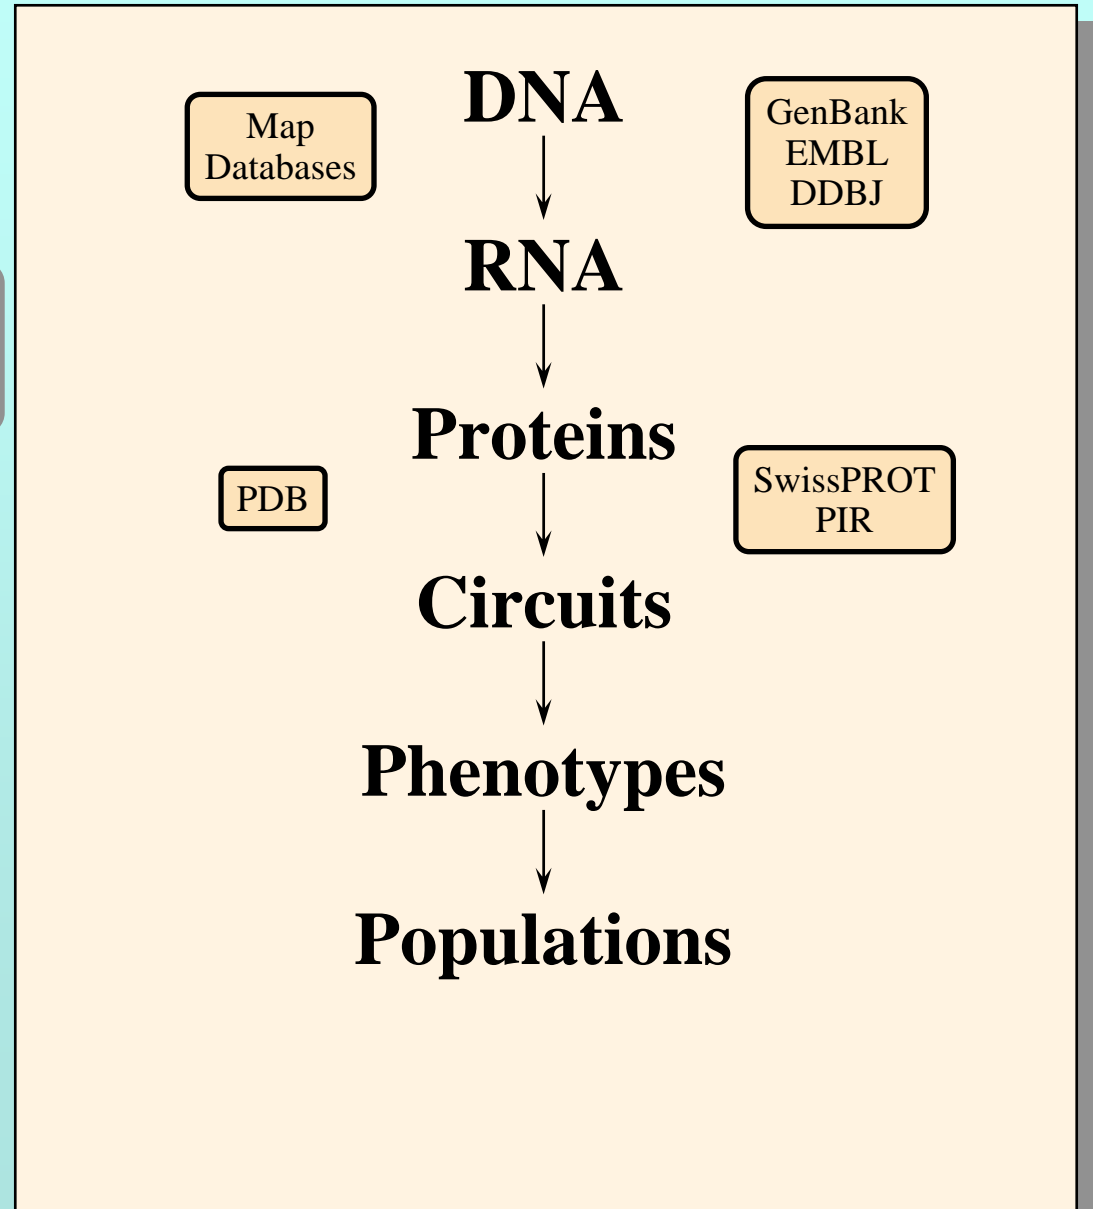 DNA
Map
Databases
GenBank
EMBL
DDBJ
RNA
Proteins
PDB
SwissPROT
PIR
Circuits
Phenotypes
Populations